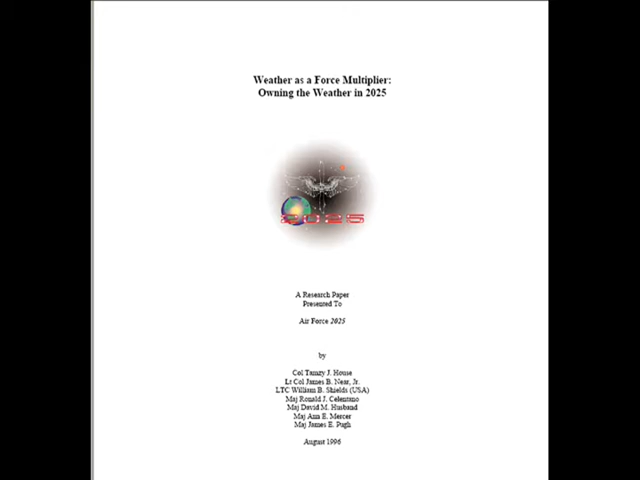 Weather as a Force Multiplier:
Owning the Weather in 2025
2025
A Research Paper
Presented To
Air Force 2025
by
Col Tamzy J. House
Lt Col James B. Near, Jr.
LTC William B. Shields (USA)
Maj Ronald J. Celentano
Maj David M. Husband
Maj Ann E. Mercer
Maj James E. Pugh
August 1996